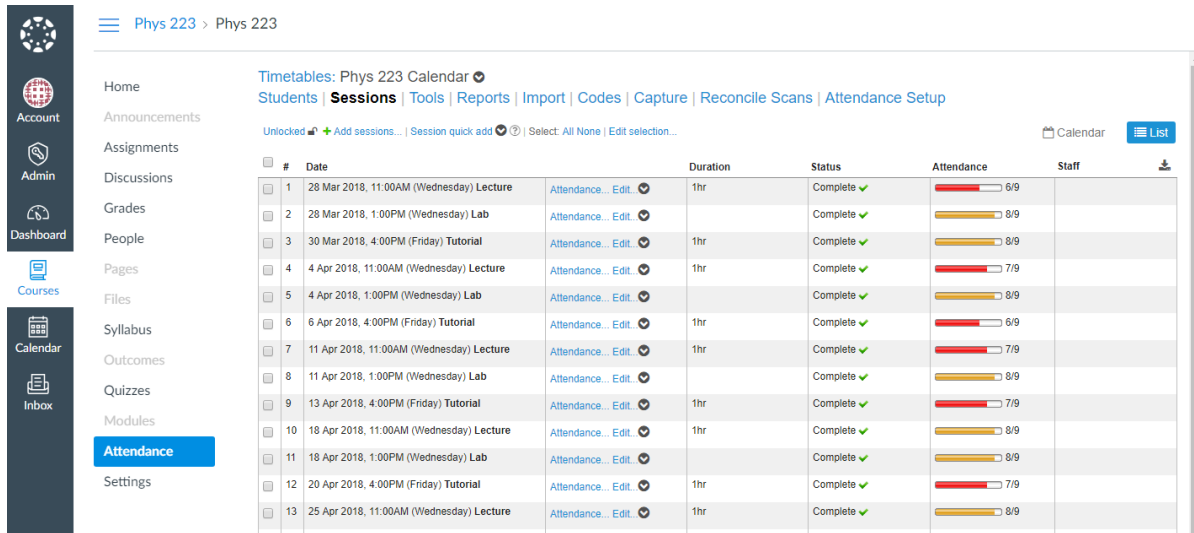 Phys 223 > Phys 223
Account
Admin
Dashboard
Courses
Calendar
Inbox
Home
Announcements
Assignments
Discussions
Grades
People
Pages
Files
Syllabus
Outcomes
Quizzes
Modules
Attendance
Settings
Timetables: Phys 223 Calendar
Students | Sessions | Tools | Reports | Import | Codes | Capture | Reconcile Scans | Attendance Setup
Unlocked + Add sessions... | Session quick add ? | Select: All None | Edit selection... Calendar List
# Date Duration Status Attendance Staff
1 28 Mar 2018, 11:00AM (Wednesday) Lecture Attendance... Edit.. 1hr Complete 6/9
2 28 Mar 2018, 1:00PM (Wednesday) Lab Attendance... Edit.. Complete 8/9
3 30 Mar 2018, 4:00PM (Friday) Tutorial Attendance... Edit.. 1hr Complete 8/9
4 4 Apr 2018, 11:00AM (Wednesday) Lecture Attendance... Edit.. 1hr Complete 7/9
5 4 Apr 2018, 1:00PM (Wednesday) Lab Attendance... Edit.. Complete 8/9
6 6 Apr 2018, 4:00PM (Friday) Tutorial Attendance... Edit.. 1hr Complete 6/9
7 11 Apr 2018, 11:00AM (Wednesday) Lecture Attendance... Edit.. 1hr Complete 7/9
8 11 Apr 2018, 1:00PM (Wednesday) Lab Attendance... Edit.. Complete 8/9
9 13 Apr 2018, 4:00PM (Friday) Tutorial Attendance... Edit.. 1hr Complete 7/9
10 18 Apr 2018, 11:00AM (Wednesday) Lecture Attendance... Edit.. 1hr Complete 8/9
11 18 Apr 2018, 1:00PM (Wednesday) Lab Attendance... Edit.. Complete 8/9
12 20 Apr 2018, 4:00PM (Friday) Tutorial Attendance... Edit.. 1hr Complete 7/9
13 25 Apr 2018, 11:00AM (Wednesday) Lecture Attendance... Edit.. 1hr Complete 8/9